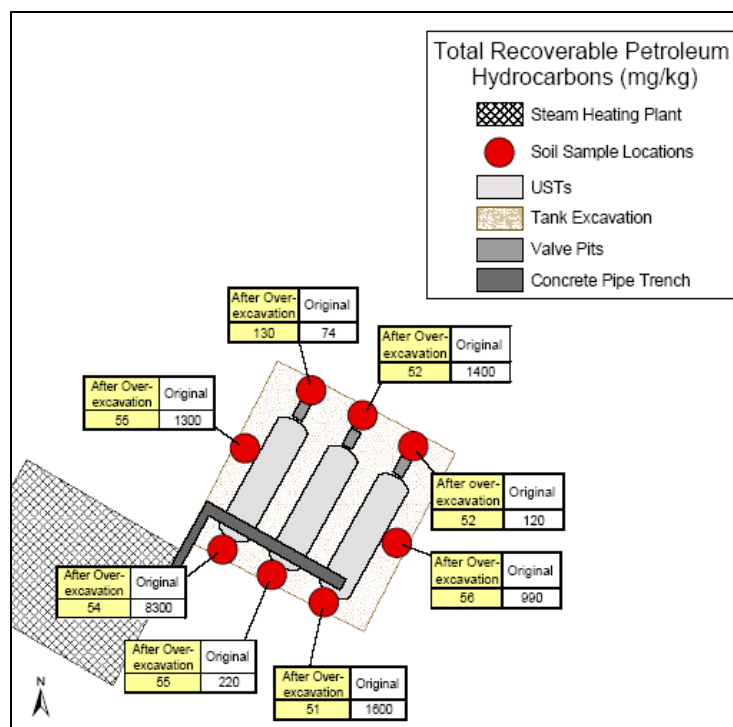 Total Recoverable Petroleum
Hydrocarbons (mg/kg)
Steam Heating Plant
Soil Sample Locations
USTs
Tank Excavation
Valve Pits
Concrete Pipe Trench
After Over-
excavation
Original
130
74
After Over-
excavation
Original
52
1400
After Over-
excavation
Original
55
1300
After over-
excavation
Original
52
120
After Over-
excavation
Original
54
8300
After Over-
excavation
Original
56
990
After Over-
excavation
Original
55
220
After Over-
excavation
Original
51
1600
N